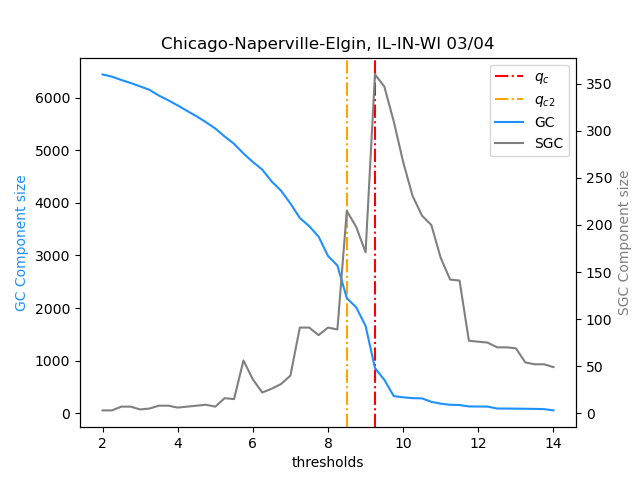 Chicago-Naperville-Elgin, IL-IN-WI 03/04
q_c
q_c2
GC
SGC
GC Component size
SGC Component size
6000
5000
4000
3000
2000
1000
0
350
300
250
200
150
100
50
0
2 4 6 8 10 12 14
thresholds